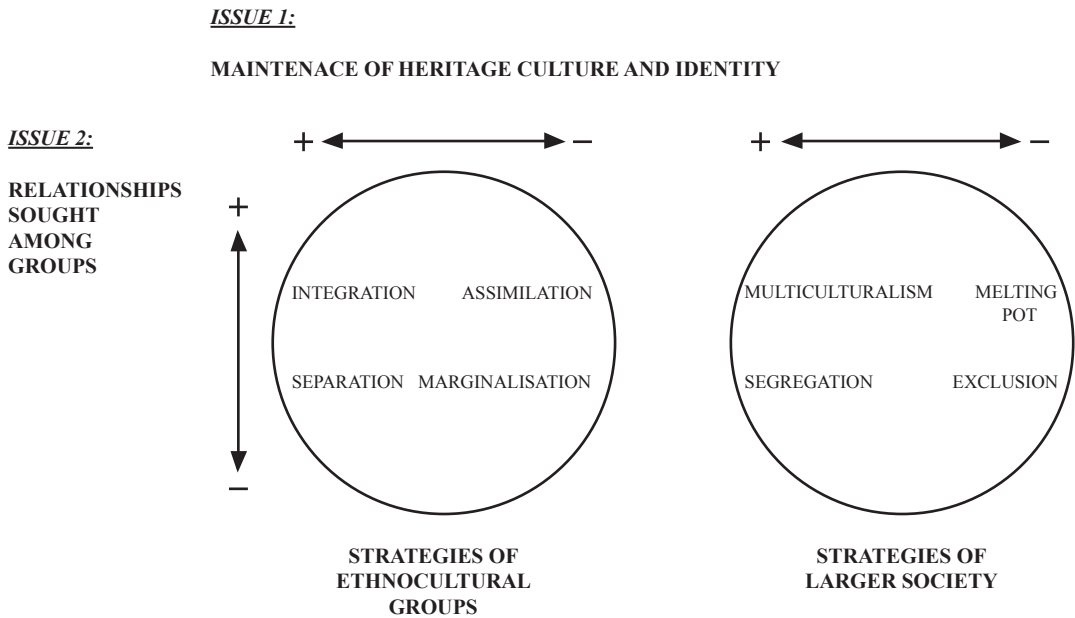 ISSUE 1:
MAINTENACE OF HERITAGE CULTURE AND IDENTITY
ISSUE 2:
RELATIONSHIPS
SOUGHT
AMONG
GROUPS
+ −
+ −
+
−
INTEGRATION ASSIMILATION
SEPARATION MARGINALISATION
MULTICULTURALISM MELTING
POT
SEGREGATION EXCLUSION
STRATEGIES OF
ETHNOCULTURAL
GROUPS
STRATEGIES OF
LARGER SOCIETY